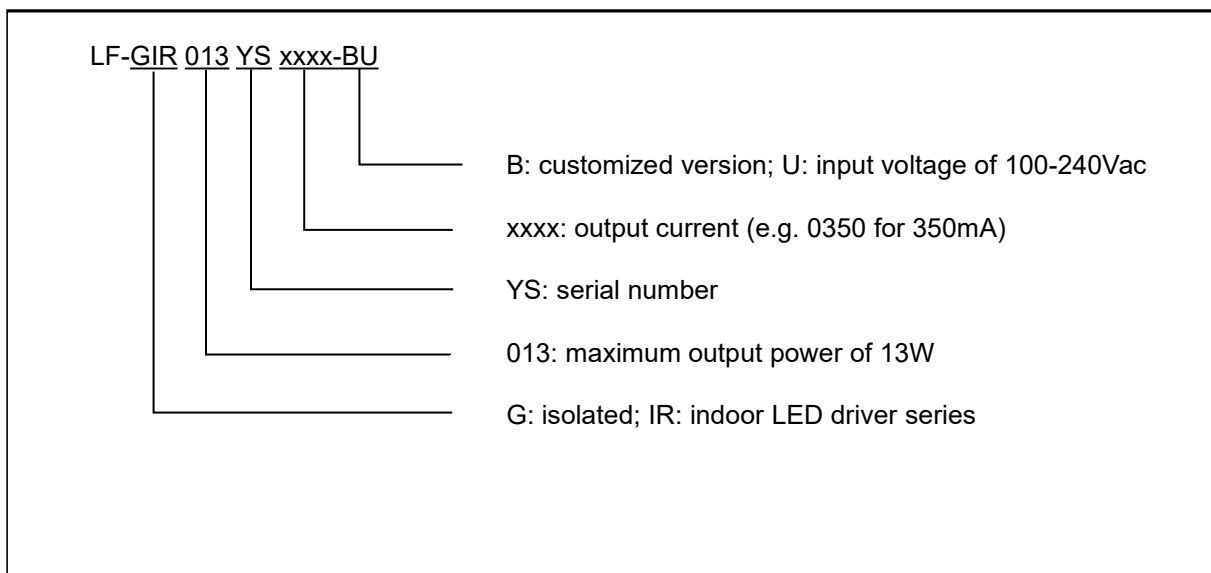 LF-GIR 013 YS xxxx-BU
B: customized version; U: input voltage of 100-240Vac
xxxx: output current (e.g. 0350 for 350mA)
YS: serial number
013: maximum output power of 13W
G: isolated; IR: indoor LED driver series